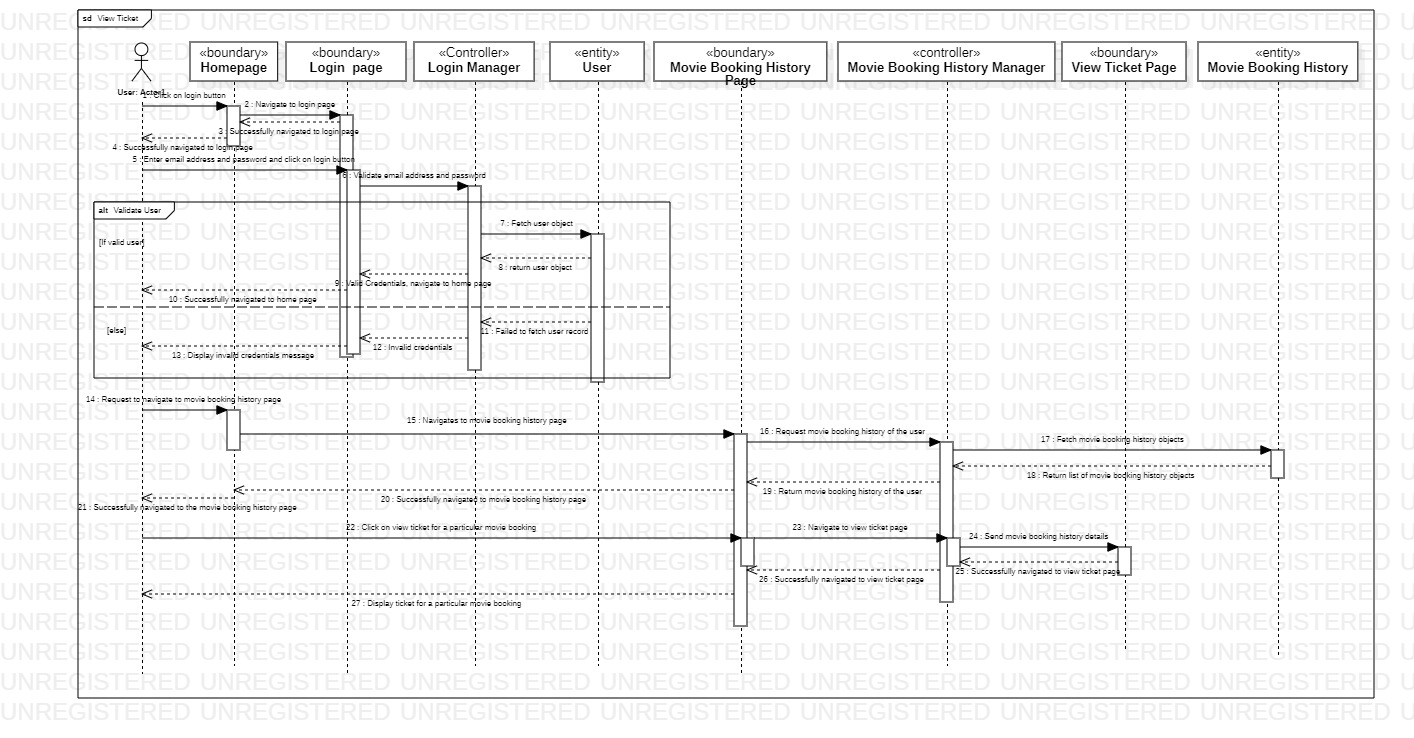 sd View Ticket
«boundary»
Homepage
«boundary»
Login page
«Controller»
Login Manager
«entity»
User
«boundary»
Movie Booking History
Page
«controller»
Movie Booking History Manager
«boundary»
View Ticket Page
«entity»
Movie Booking History
User: Actor1
1 : Click on login button
2 : Navigate to login page
3 : Successfully navigated to login page
4 : Successfully navigated to login page
5 : Enter email address and password and click on login button
6 : Validate email address and password
alt Validate User
7 : Fetch user object
[If valid user]
8 : return user object
9 : Valid Credentials, navigate to home page
10 : Successfully navigated to home page
[else]
11 : Failed to fetch user record
12 : Invalid credentials
13 : Display invalid credentials message
14 : Request to navigate to movie booking history page
15 : Navigates to movie booking history page
16 : Request movie booking history of the user
17 : Fetch movie booking history objects
18 : Return list of movie booking history objects
19 : Return movie booking history of the user
20 : Successfully navigated to movie booking history page
21 : Successfully navigated to the movie booking history page
22 : Click on view ticket for a particular movie booking
23 : Navigate to view ticket page
24 : Send movie booking history details
25 : Successfully navigated to view ticket page
26 : Successfully navigated to view ticket page
27 : Display ticket for a particular movie booking
UNREGISTERED